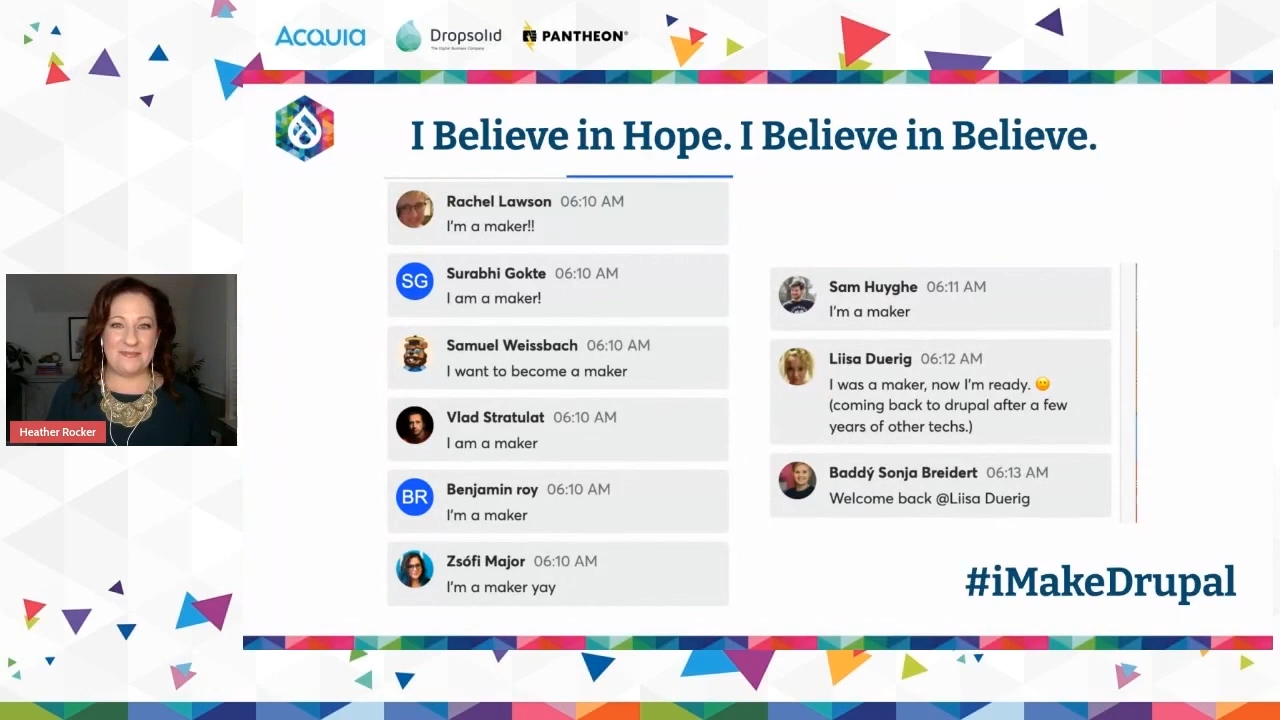 ACQUIA Dropsolid PANTHEON®
The Digital Business Company
I Believe in Hope. I Believe in Believe.
Rachel Lawson 06:10 AM
I'm a maker!!
SG Surabhi Gokte 06:10 AM
I am a maker!
Samuel Weissbach 06:10 AM
I want to become a maker
Vlad Stratulat 06:10 AM
I am a maker
BR Benjamin roy 06:10 AM
I'm a maker
Zsófi Major 06:10 AM
I'm a maker yay
Sam Huyghe 06:11 AM
I'm a maker
Liisa Duerig 06:12 AM
I was a maker, now I'm ready. 🙂
(coming back to drupal after a few
years of other techs.)
Baddý Sonja Breidert 06:13 AM
Welcome back @Liisa Duerig
#iMakeDrupal
Heather Rocker